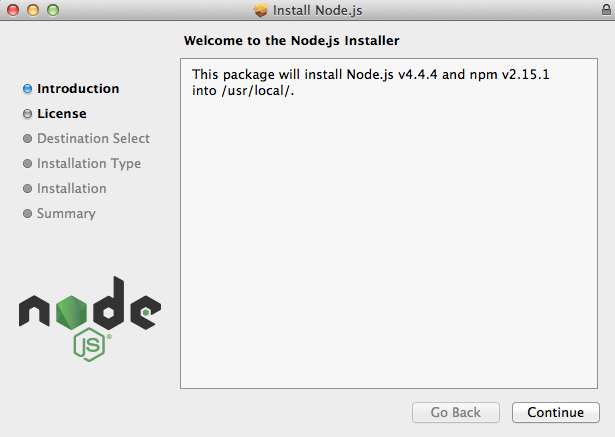 Install Node.js
Welcome to the Node.js Installer
Introduction
License
Destination Select
Installation Type
Installation
Summary
This package will install Node.js v4.4.4 and npm v2.15.1
into /usr/local/.
node
JS®
Go Back
Continue